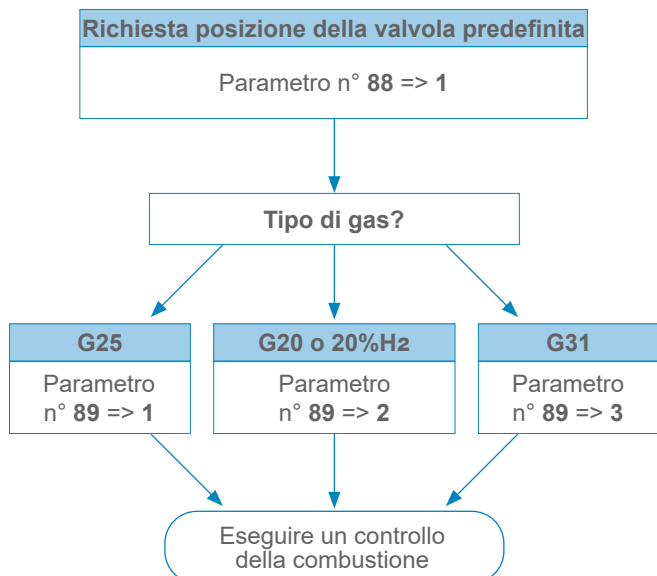 Richiesta posizione della valvola predefinita
Parametro n° 88 => 1
Tipo di gas?
G25
Parametro
n° 89 => 1
G20 o 20%H₂
Parametro
n° 89 => 2
G31
Parametro
n° 89 => 3
Eseguire un controllo
della combustione